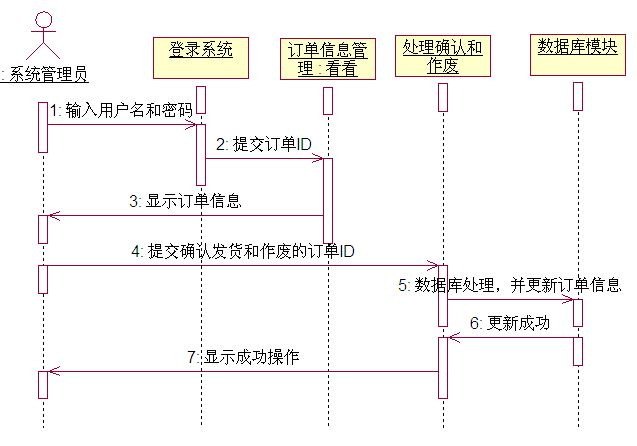 : 系统管理员
登录系统
订单信息管
理 : 看看
处理确认和
作废
数据库模块
1: 输入用户名和密码
2: 提交订单ID
3: 显示订单信息
4: 提交确认发货和作废的订单ID
5: 数据库处理，并更新订单信息
6: 更新成功
7: 显示成功操作